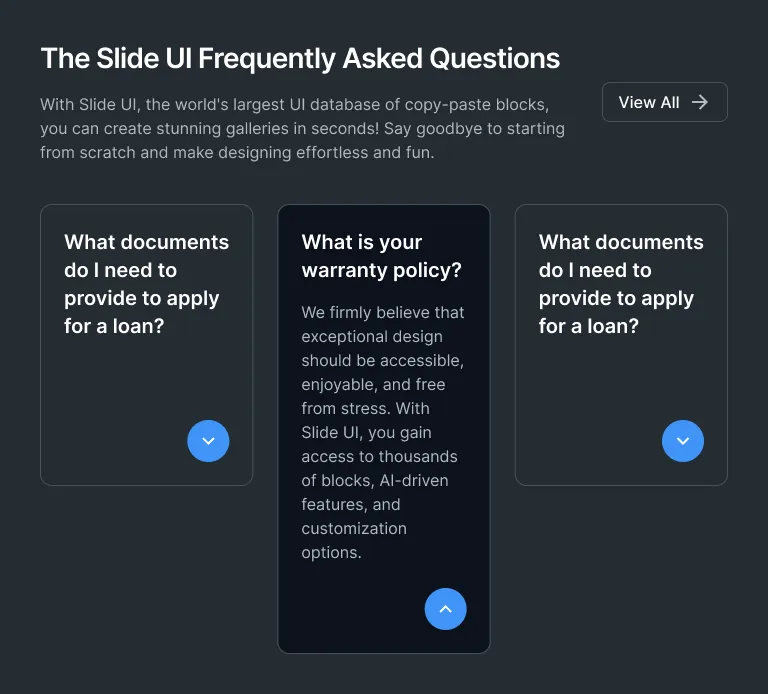 The Slide UI Frequently Asked Questions
With Slide UI, the world's largest UI database of copy-paste blocks,
you can create stunning galleries in seconds! Say goodbye to starting
from scratch and make designing effortless and fun.
View All
What documents
do I need to
provide to apply
for a loan?
What is your
warranty policy?
We firmly believe that
exceptional design
should be accessible,
enjoyable, and free
from stress. With
Slide UI, you gain
access to thousands
of blocks, AI-driven
features, and
customization
options.
What documents
do I need to
provide to apply
for a loan?